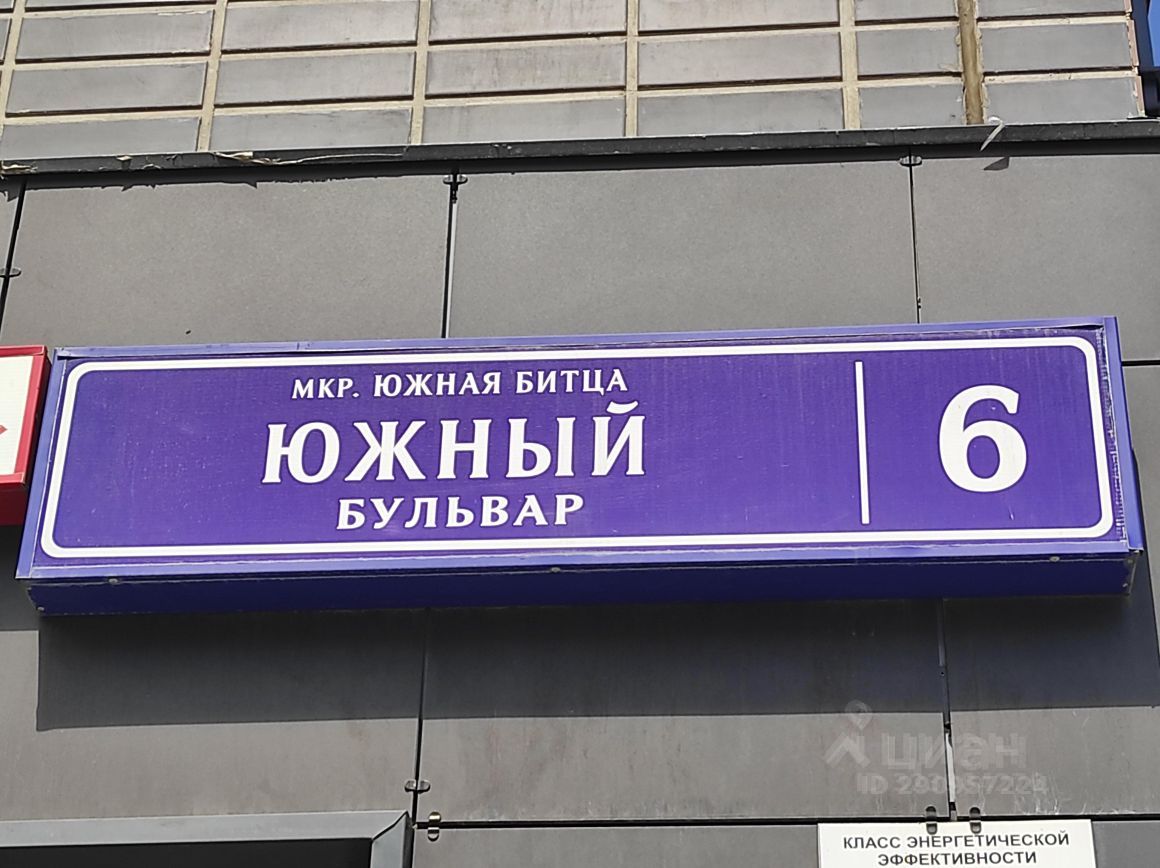 МКР. ЮЖНАЯ БИТЦА
ЮЖНЫЙ
БУЛЬВАР
6
циан
КЛАСС ЭНЕРГЕТИЧЕСКОЙ
ЭФФЕКТИВНОСТИ